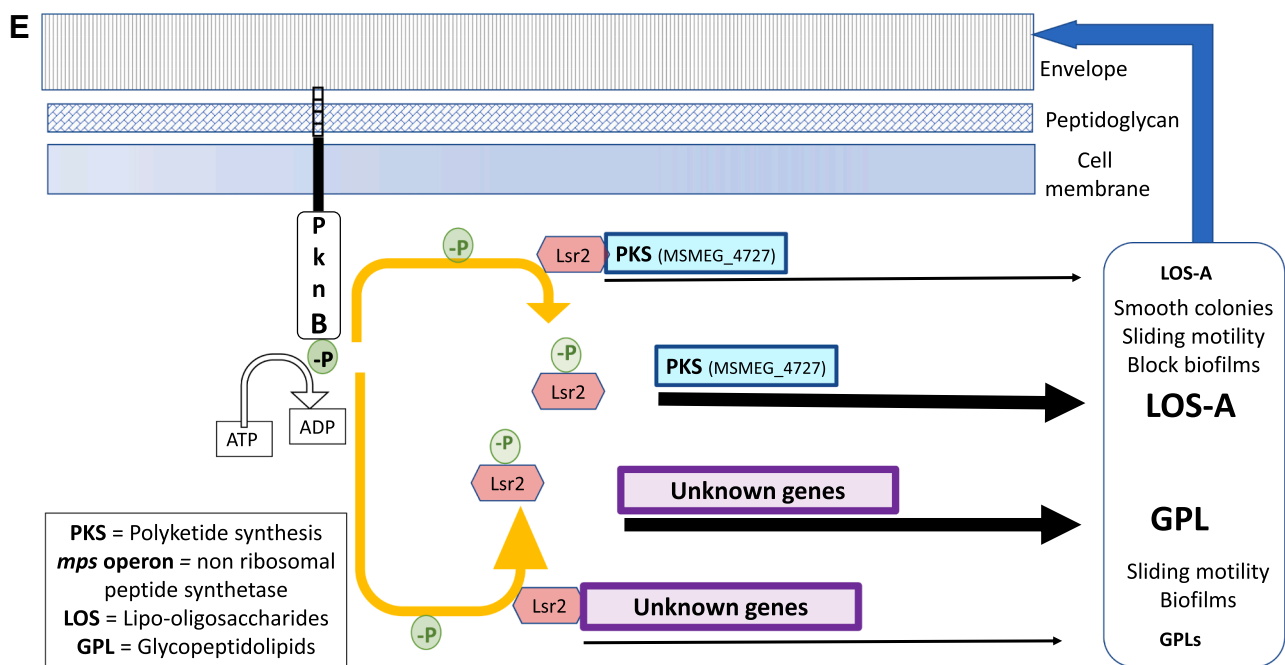 E
Envelope
Peptidoglycan
Cell
membrane
P
k
n
B
-P
ATP
ADP
-P
Lsr2
PKS (MSMEG_4727)
-P
Lsr2
PKS (MSMEG_4727)
-P
Lsr2
Unknown genes
Lsr2
Unknown genes
-P
LOS-A
Smooth colonies
Sliding motility
Block biofilms
LOS-A
GPL
Sliding motility
Biofilms
GPLs
PKS = Polyketide synthesis
mps operon = non ribosomal
peptide synthetase
LOS = Lipo-oligosaccharides
GPL = Glycopeptidolipids